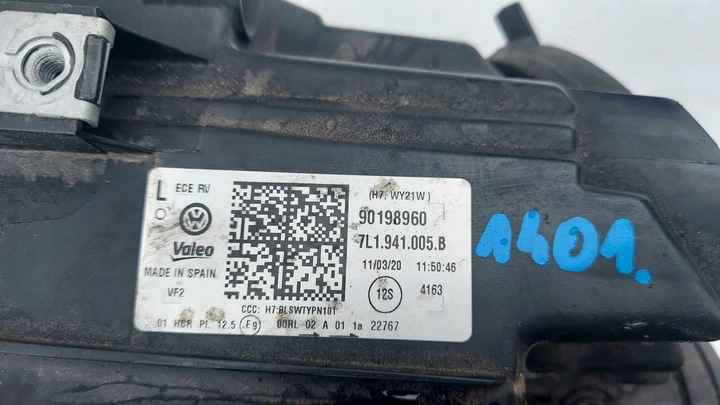 L ECE RV
Valeo
MADE IN SPAIN
VF2
(H7, WY21W)
90198960
7L1.941.005.B
11/03/20 11:50:46
12S 4163
CCC: H7:BLSWTYPN101
01 HCR PL 12.5 E9 00RL 02 A 01 1a 22767
A401.